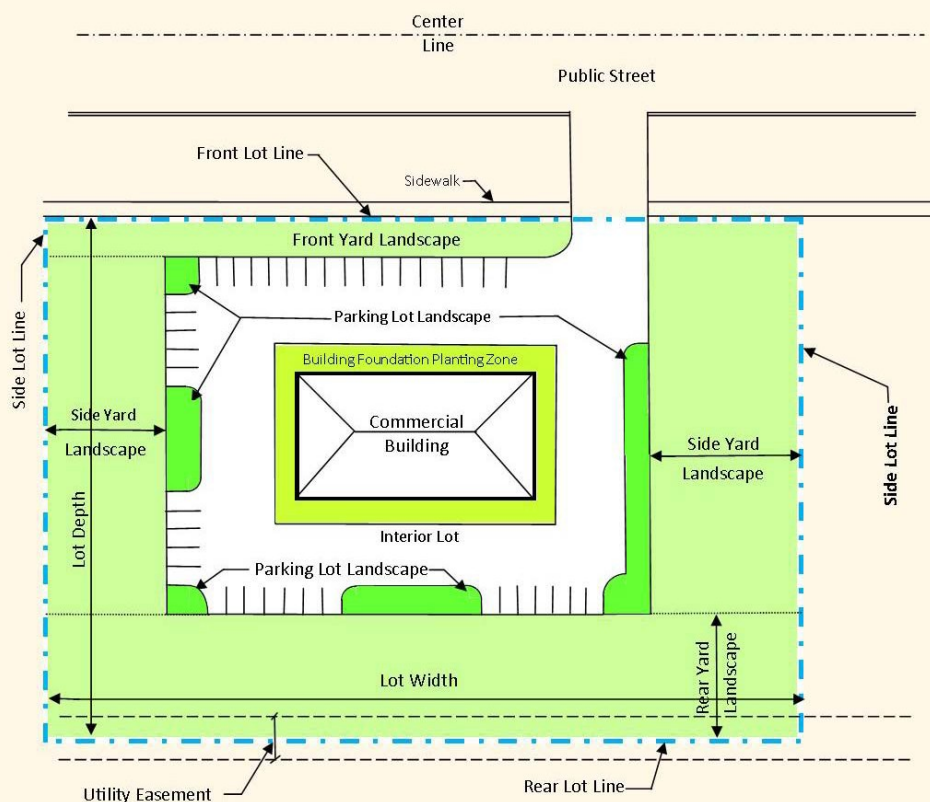 Center
Line
Public Street
Front Lot Line
Sidewalk
Front Yard Landscape
Side Lot Line
Parking Lot Landscape
Building Foundation Planting Zone
Commercial
Building
Side Yard
Landscape
Side Yard
Landscape
Side Lot Line
Lot Depth
Interior Lot
Parking Lot Landscape
Lot Width
Rear Yard
Landscape
Utility Easement
Rear Lot Line